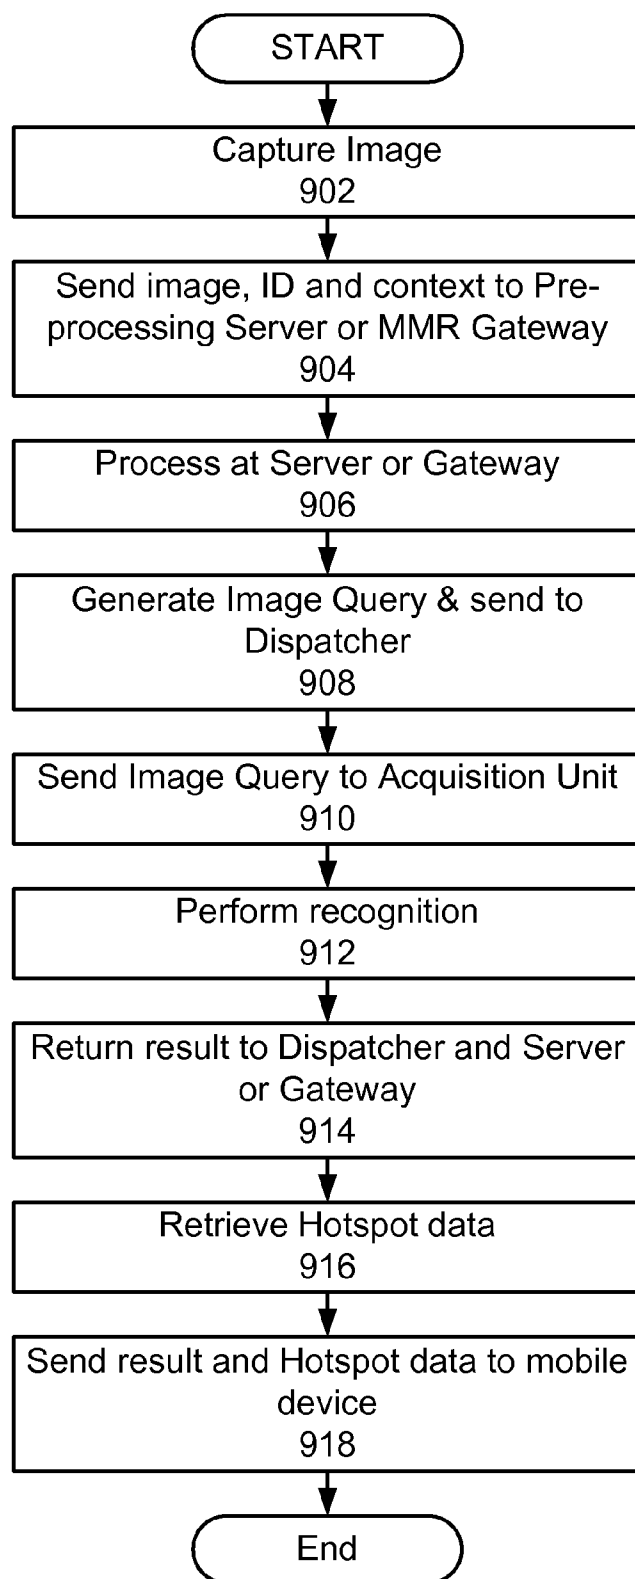 START
Capture Image
902
Send image, ID and context to Pre-
processing Server or MMR Gateway
904
Process at Server or Gateway
906
Generate Image Query & send to
Dispatcher
908
Send Image Query to Acquisition Unit
910
Perform recognition
912
Return result to Dispatcher and Server
or Gateway
914
Retrieve Hotspot data
916
Send result and Hotspot data to mobile
device
918
End